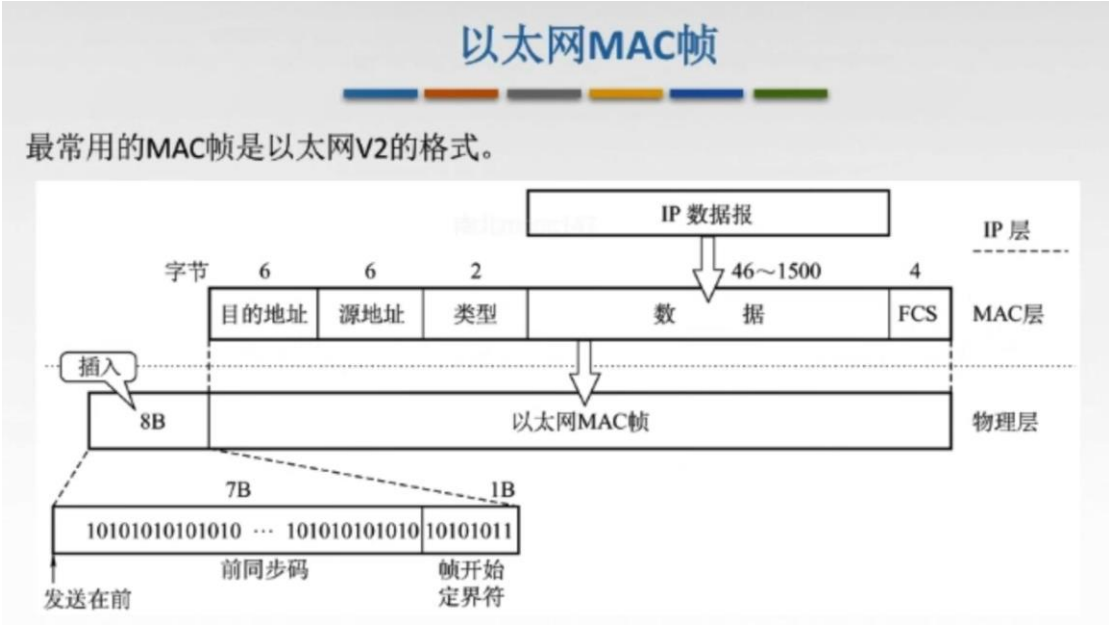 以太网MAC帧
最常用的MAC帧是以太网V2的格式。
IP 数据报
IP 层
字节 6 6 2 46～1500 4
目的地址 源地址 类型 数 据 FCS MAC层
插入
8B 以太网MAC帧 物理层
7B 1B
10101010101010 ··· 101010101010 10101011
前同步码 帧开始
定界符
发送在前